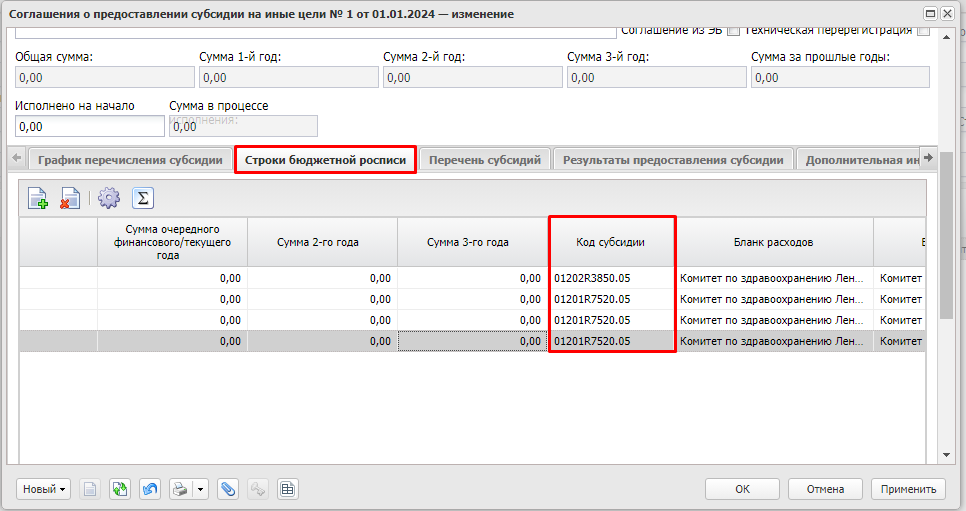 Соглашения о предоставлении субсидии на иные цели № 1 от 01.01.2024 — изменение
Соглашение из ЭБ Техническая перерегистрация
Общая сумма: Сумма 1-й год: Сумма 2-й год: Сумма 3-й год: Сумма за прошлые годы:
0,00 0,00 0,00 0,00 0,00
Исполнено на начало Сумма в процессе
исполнения:
0,00 0,00
График перечисления субсидии Строки бюджетной росписи Перечень субсидий Результаты предоставления субсидии Дополнительная ин
Сумма очередного
финансового/текущего
года
Сумма 2-го года Сумма 3-го года Код субсидии Бланк расходов
0,00 0,00 0,00 01202R3850.05 Комитет по здравоохранению Лен... Комитет
0,00 0,00 0,00 01201R7520.05 Комитет по здравоохранению Лен... Комитет
0,00 0,00 0,00 01201R7520.05 Комитет по здравоохранению Лен... Комитет
0,00 0,00 0,00 01201R7520.05 Комитет по здравоохранению Лен... Комитет
Новый ОК Отмена Применить